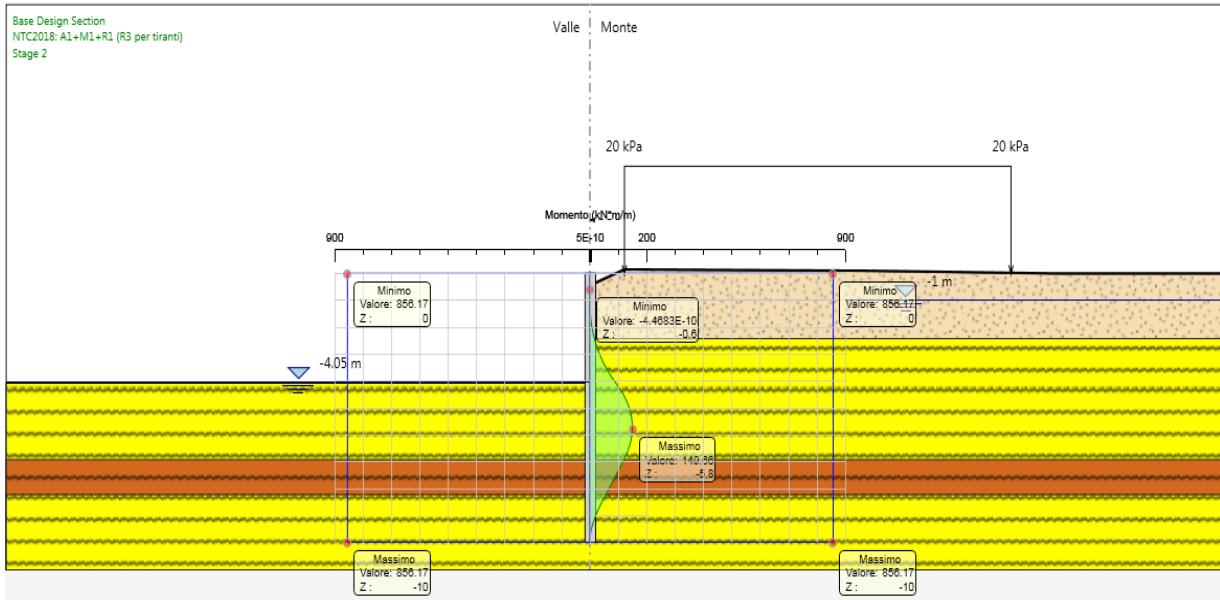 Base Design Section
NTC2018: A1+M1+R1 (R3 per tiranti)
Stage 2
Valle
Monte
20 kPa
20 kPa
Momento (kN*m/m)
900
5E-10
200
900
Minimo
Valore: 856.17
Z : 0
Minimo
Valore: -4.4683E-10
Z : -0.6
Minimo
Valore: 856.17
Z : 0
-1 m
-4.05 m
Massimo
Z : -5.8
Massimo
Valore: 856.17
Z : -10
Massimo
Valore: 856.17
Z : -10